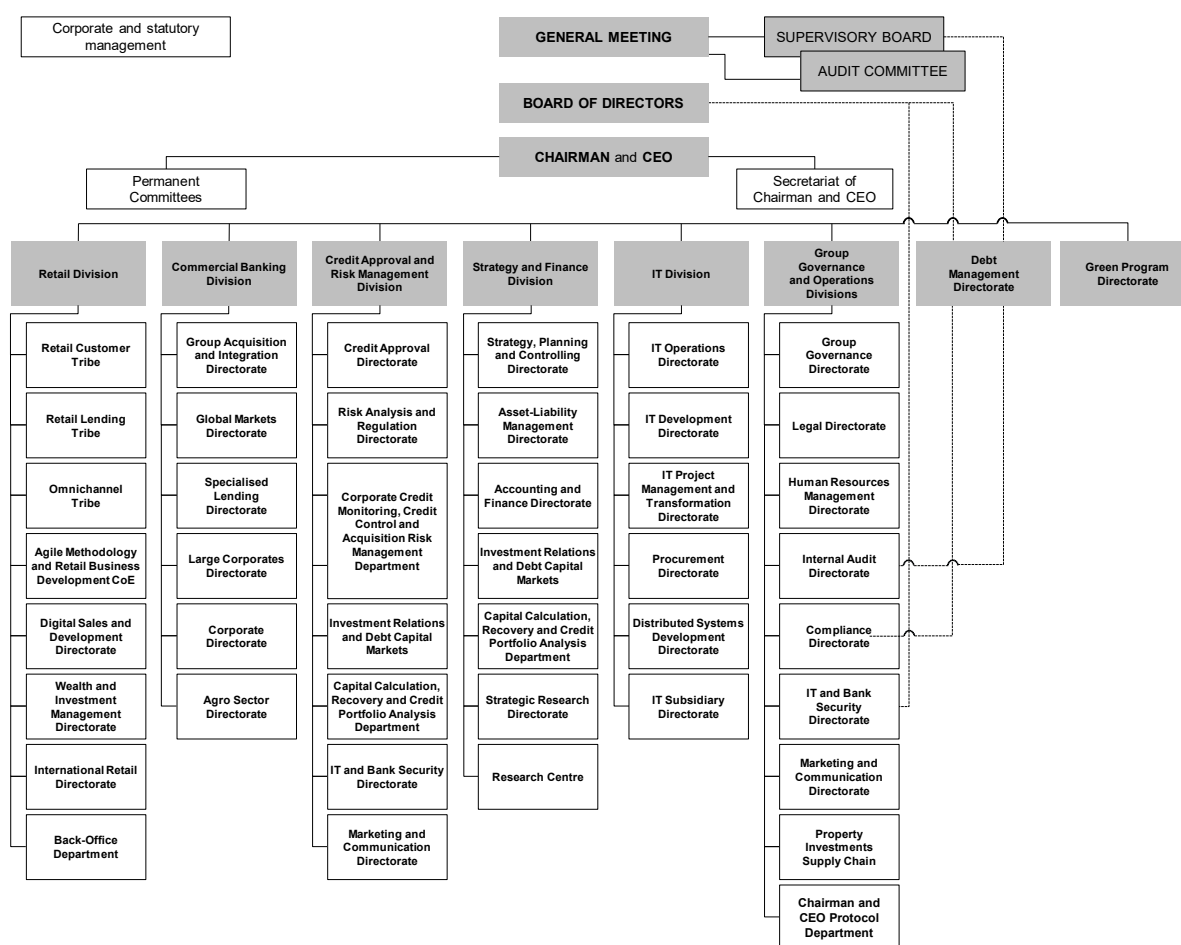 Corporate and statutory
management
GENERAL MEETING
SUPERVISORY BOARD
AUDIT COMMITTEE
BOARD OF DIRECTORS
CHAIRMAN and CEO
Permanent
Committees
Secretariat of
Chairman and CEO
Retail Division
Commercial Banking
Division
Credit Approval and
Risk Management
Division
Strategy and Finance
Division
IT Division
Group
Governance
and Operations
Divisions
Debt
Management
Directorate
Green Program
Directorate
Retail Customer
Tribe
Retail Lending
Tribe
Omnichannel
Tribe
Agile Methodology
and Retail Business
Development CoE
Digital Sales and
Development
Directorate
Wealth and
Investment
Management
Directorate
International Retail
Directorate
Back-Office
Department
Group Acquisition
and Integration
Directorate
Global Markets
Directorate
Specialised
Lending
Directorate
Large Corporates
Directorate
Corporate
Directorate
Agro Sector
Directorate
Credit Approval
Directorate
Risk Analysis and
Regulation
Directorate
Corporate Credit
Monitoring, Credit
Control and
Acquisition Risk
Management
Department
Investment Relations
and Debt Capital
Markets
Capital Calculation,
Recovery and Credit
Portfolio Analysis
Department
IT and Bank Security
Directorate
Marketing and
Communication
Directorate
Strategy, Planning
and Controlling
Directorate
Asset-Liability
Management
Directorate
Accounting and
Finance Directorate
Investment Relations
and Debt Capital
Markets
Capital Calculation,
Recovery and Credit
Portfolio Analysis
Department
Strategic Research
Directorate
Research Centre
IT Operations
Directorate
IT Development
Directorate
IT Project
Management and
Transformation
Directorate
Procurement
Directorate
Distributed Systems
Development
Directorate
IT Subsidiary
Directorate
Group
Governance
Directorate
Legal Directorate
Human Resources
Management
Directorate
Internal Audit
Directorate
Compliance
Directorate
IT and Bank
Security
Directorate
Marketing and
Communication
Directorate
Property
Investments
Supply Chain
Chairman and
CEO Protocol
Department